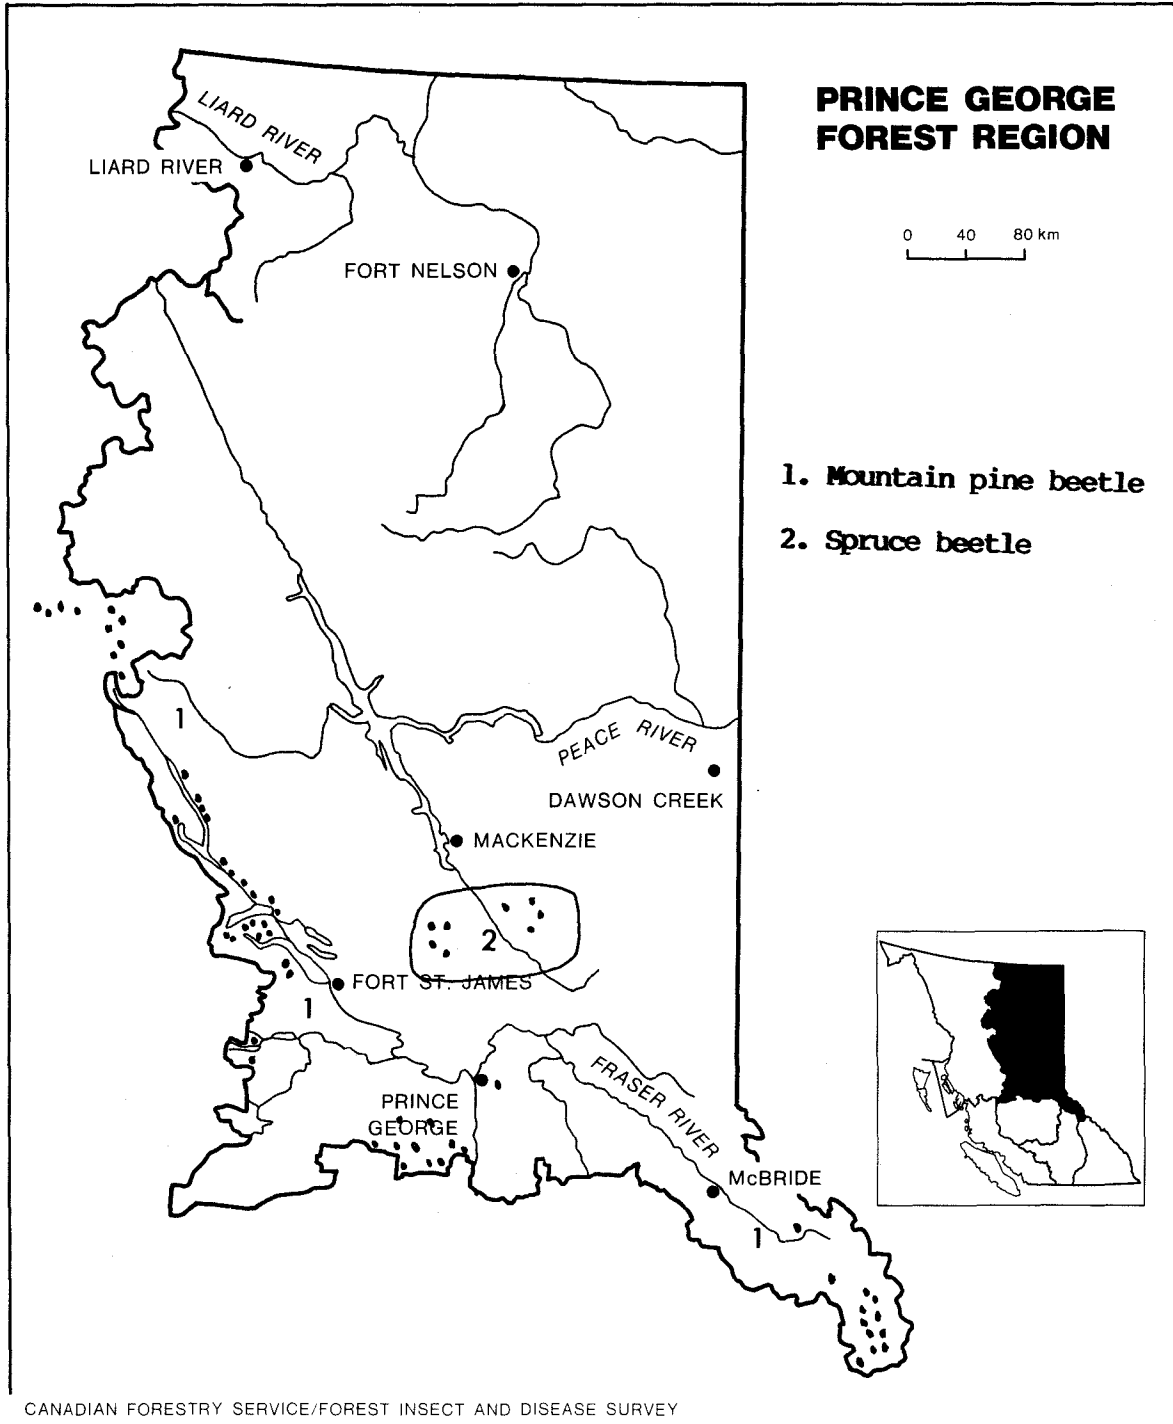 PRINCE GEORGE
FOREST REGION
0 40 80 km
LIARD RIVER
LIARD RIVER
FORT NELSON
1. Mountain pine beetle
2. Spruce beetle
1
PEACE RIVER
DAWSON CREEK
MACKENZIE
2
FORT ST. JAMES
1
FRASER RIVER
PRINCE
GEORGE
McBRIDE
1
CANADIAN FORESTRY SERVICE/FOREST INSECT AND DISEASE SURVEY